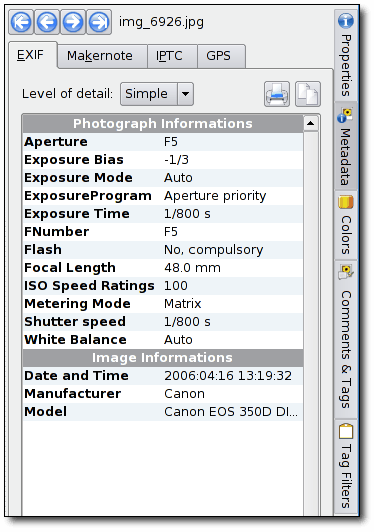 img_6926.jpg
EXIF Makernote IPTC GPS
Level of detail: Simple
Photograph Informations
Aperture F5
Exposure Bias -1/3
Exposure Mode Auto
ExposureProgram Aperture priority
Exposure Time 1/800 s
FNumber F5
Flash No, compulsory
Focal Length 48.0 mm
ISO Speed Ratings 100
Metering Mode Matrix
Shutter speed 1/800 s
White Balance Auto
Image Informations
Date and Time 2006:04:16 13:19:32
Manufacturer Canon
Model Canon EOS 350D DI...
Properties
Metadata
Colors
Comments & Tags
Tag Filters